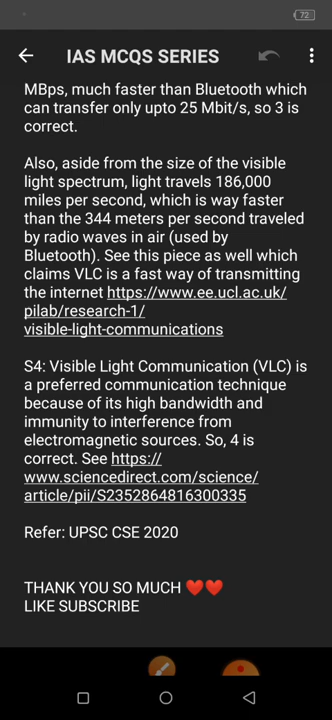 72
IAS MCQS SERIES
MBps, much faster than Bluetooth which
can transfer only upto 25 Mbit/s, so 3 is
correct.
Also, aside from the size of the visible
light spectrum, light travels 186,000
miles per second, which is way faster
than the 344 meters per second traveled
by radio waves in air (used by
Bluetooth). See this piece as well which
claims VLC is a fast way of transmitting
the internet https://www.ee.ucl.ac.uk/
pilab/research-1/
visible-light-communications
S4: Visible Light Communication (VLC) is
a preferred communication technique
because of its high bandwidth and
immunity to interference from
electromagnetic sources. So, 4 is
correct. See https://
www.sciencedirect.com/science/
article/pii/S2352864816300335
Refer: UPSC CSE 2020
THANK YOU SO MUCH ❤️❤️
LIKE SUBSCRIBE